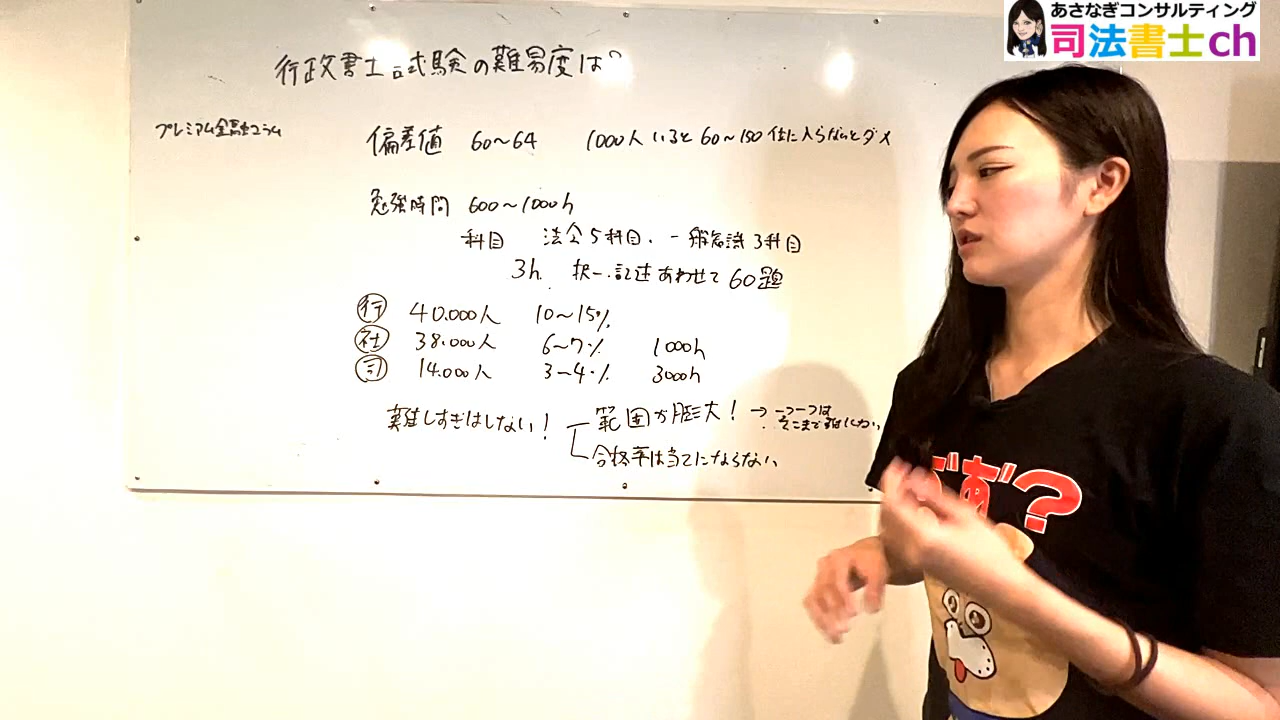 あさなぎコンサルティング
司法書士ch
行政書士試験の難易度は?
プレミアム金融コラム
偏差値 60〜64 1000人いると60〜150位に入らないとダメ
勉強時間 600〜1000h
科目 法令5科目、一般知識3科目
3h 択一、記述あわせて60題
行 40.000人 10〜15%
社 38.000人 6〜7% 1000h
司 14.000人 3〜4% 3000h
難しすぎはしない! 範囲が膨大! → 一つ一つは
そこまで難しくない
合格率は当てにならない
?